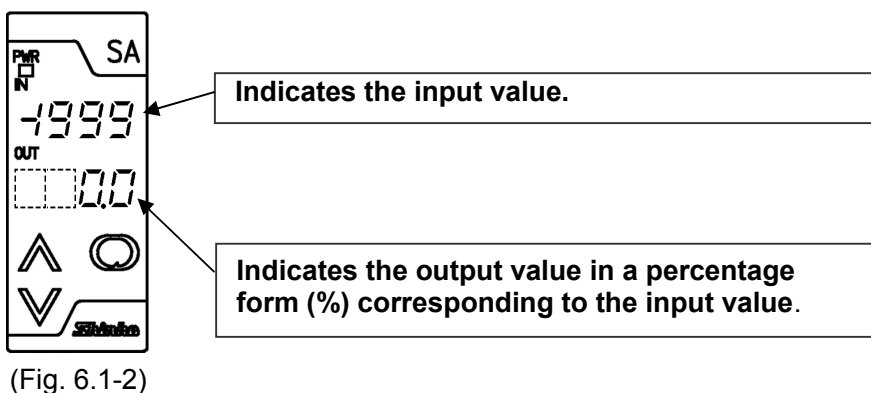 PWR
SA
IN
-1999
OUT
0.0
Indicates the input value.
Indicates the output value in a percentage
form (%) corresponding to the input value.
(Fig. 6.1-2)